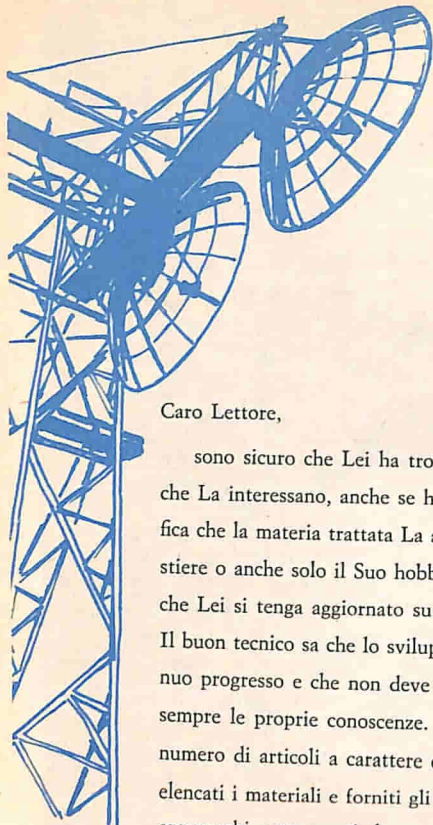 Caro Lettore,
sono sicuro che Lei ha tro
che La interessano, anche se h
fica che la materia trattata La a
stiere o anche solo il Suo hobb
che Lei si tenga aggiornato su
Il buon tecnico sa che lo svilup
nuo progresso e che non deve
sempre le proprie conoscenze.
numero di articoli a carattere
elencati i materiali e forniti gli